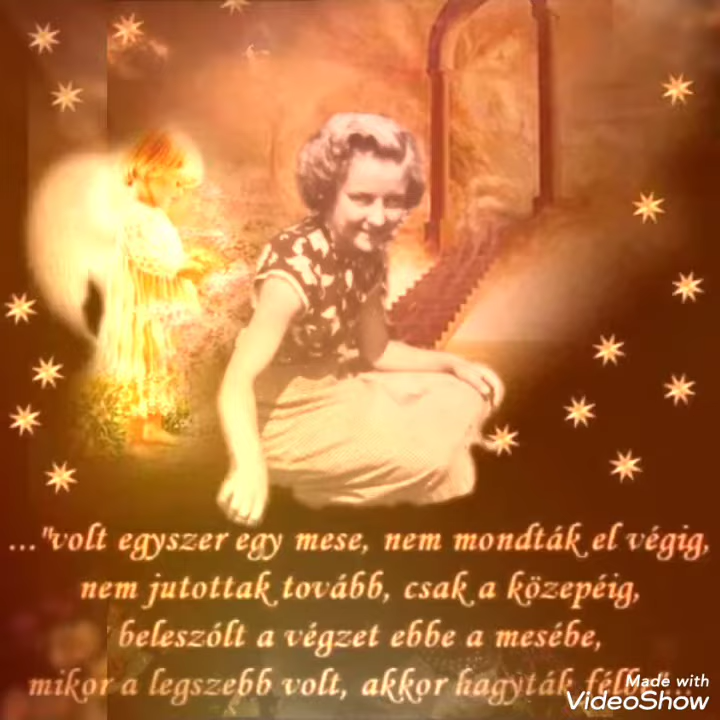 ..."volt egyszer egy mese, nem mondták el végig,
nem jutottak tovább, csak a közepéig,
beleszólt a végzet ebbe a mesébe,
mikor a legszebb volt, akkor hagyták
Made with
VideoShow